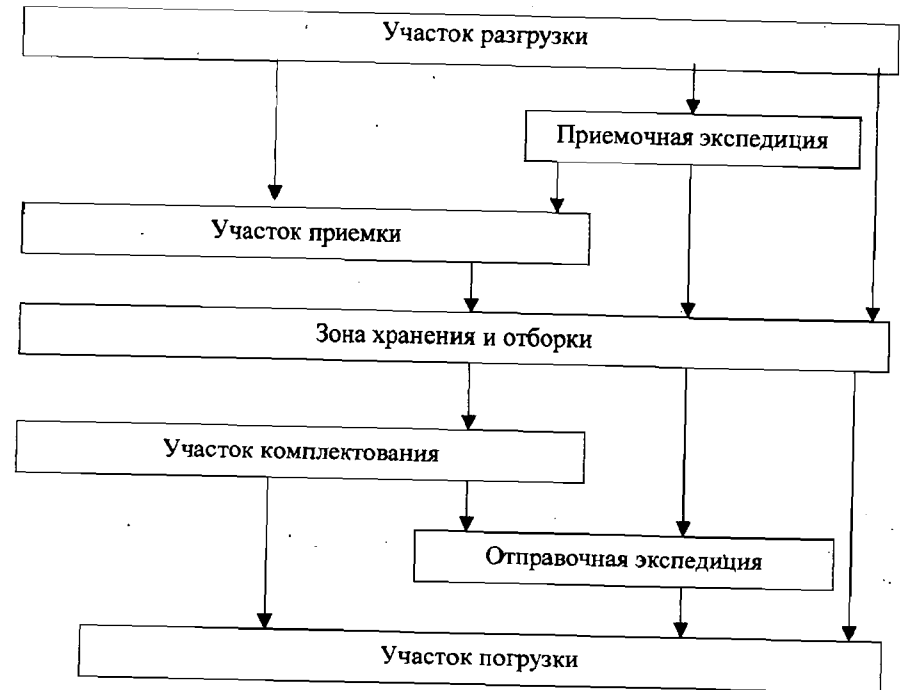 Участок разгрузки
Приемочная экспедиция
Участок приемки
Зона хранения и отборки
Участок комплектования
Отправочная экспедиция
Участок погрузки